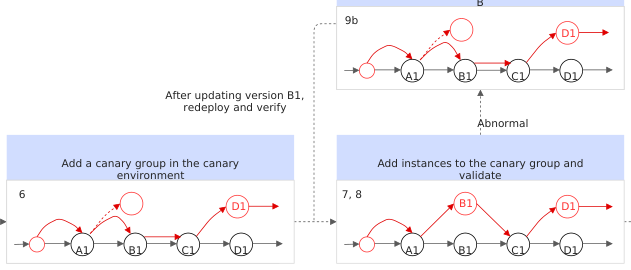 B
9b
D1
A1
B1
C1
D1
After updating version B1,
redeploy and verify
Abnormal
Add a canary group in the canary
environment
6
D1
A1
B1
C1
D1
Add instances to the canary group and
validate
7, 8
B1
D1
A1
B1
C1
D1